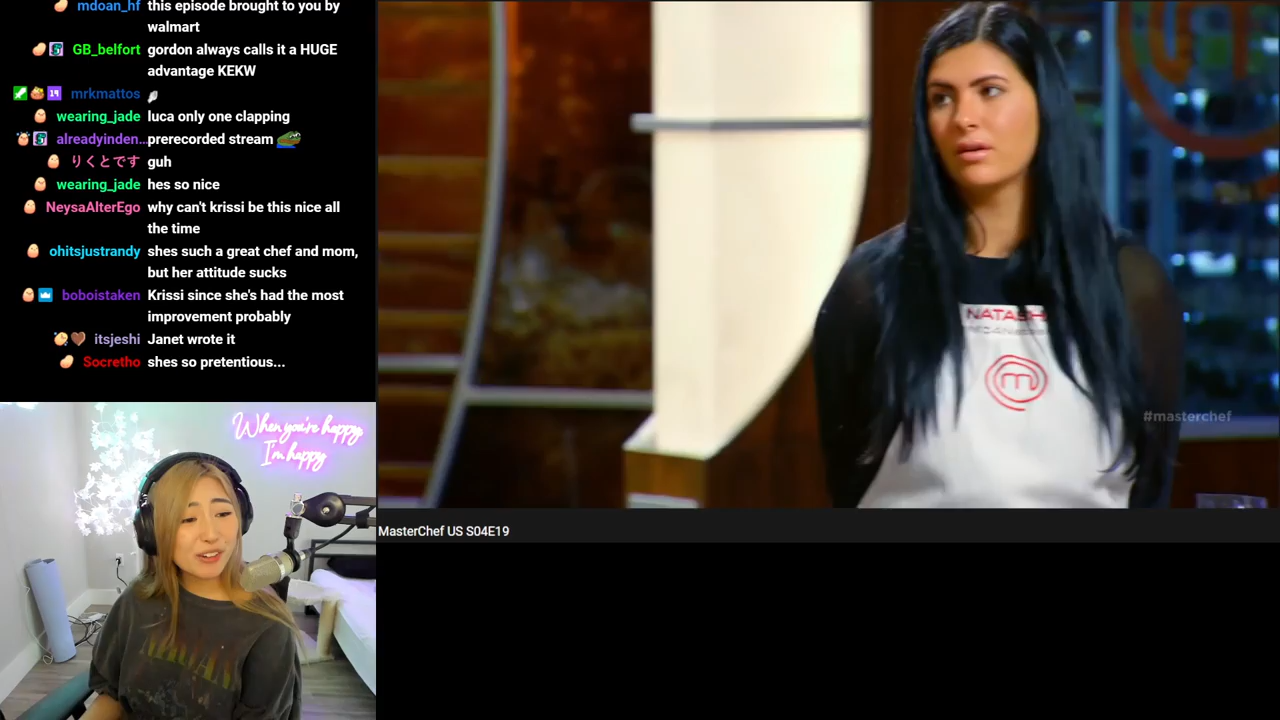 mdoan_hf this episode brought to you by
walmart
GB_belfort gordon always calls it a HUGE
advantage KEKW
19 mrkmattos
wearing_jade luca only one clapping
alreadyinden... prerecorded stream
りくとです guh
wearing_jade hes so nice
NeysaAlterEgo why can't krissi be this nice all
the time
ohitsjustrandy shes such a great chef and mom,
but her attitude sucks
boboistaken Krissi since she's had the most
improvement probably
itsjeshi Janet wrote it
Socretho shes so pretentious...
When you're happy
I'm happy
NATASHA
#masterchef
MasterChef US S04E19